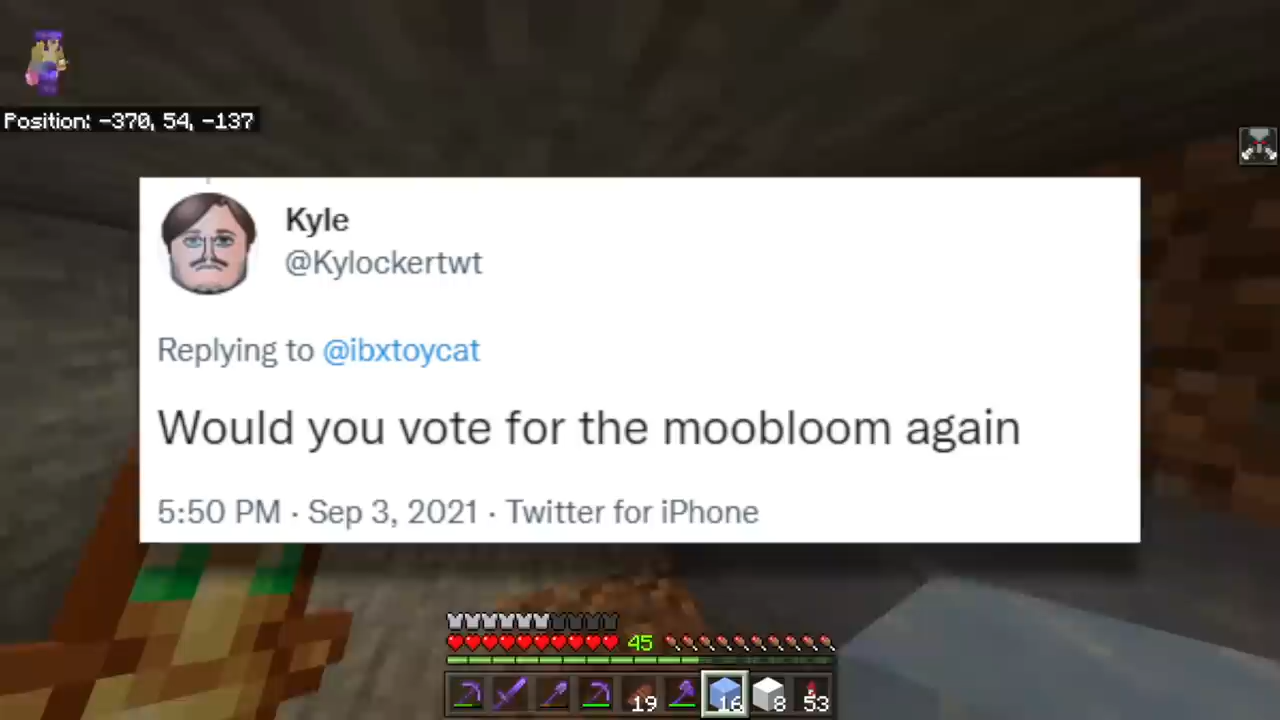 Position: -370, 54, -137
Kyle
@Kylockertwt
Replying to @ibxtoycat
Would you vote for the moobloom again
5:50 PM · Sep 3, 2021 · Twitter for iPhone
45
19 16 8 53